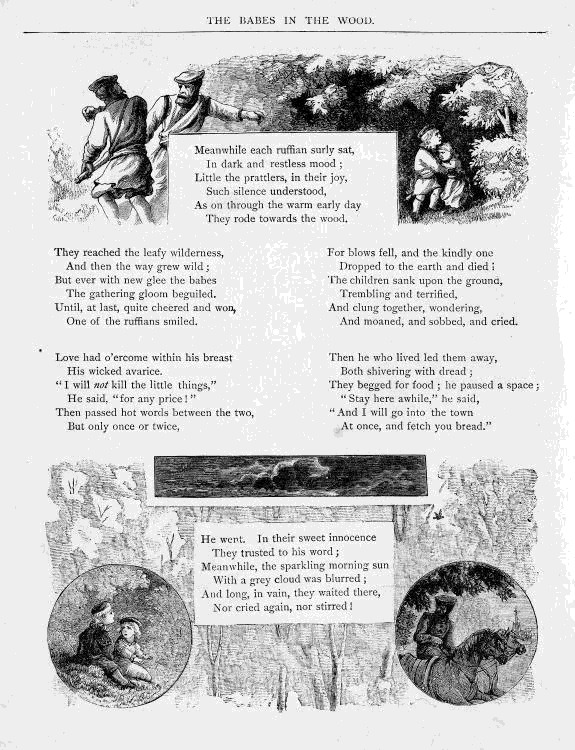 THE BABES IN THE WOOD.
Meanwhile each ruffian surly sat,
In dark and restless mood;
Little the prattlers, in their joy,
Such silence understood,
As on through the warm early day
They rode towards the wood.
They reached the leafy wilderness,
And then the way grew wild;
But ever with new glee the babes
The gathering gloom beguiled.
Until, at last, quite cheered and won,
One of the ruffians smiled.
Love had o'ercome within his breast
His wicked avarice.
"I will not kill the little things,"
He said, "for any price!"
Then passed hot words between the two,
But only once or twice,
For blows fell, and the kindly one
Dropped to the earth and died;
The children sank upon the ground,
Trembling and terrified,
And clung together, wondering,
And moaned, and sobbed, and cried.
Then he who lived led them away,
Both shivering with dread;
They begged for food; he paused a space;
"Stay here awhile," he said,
"And I will go into the town
At once, and fetch you bread."
He went. In their sweet innocence
They trusted to his word;
Meanwhile, the sparkling morning sun
With a grey cloud was blurred;
And long, in vain, they waited there,
Nor cried again, nor stirred!